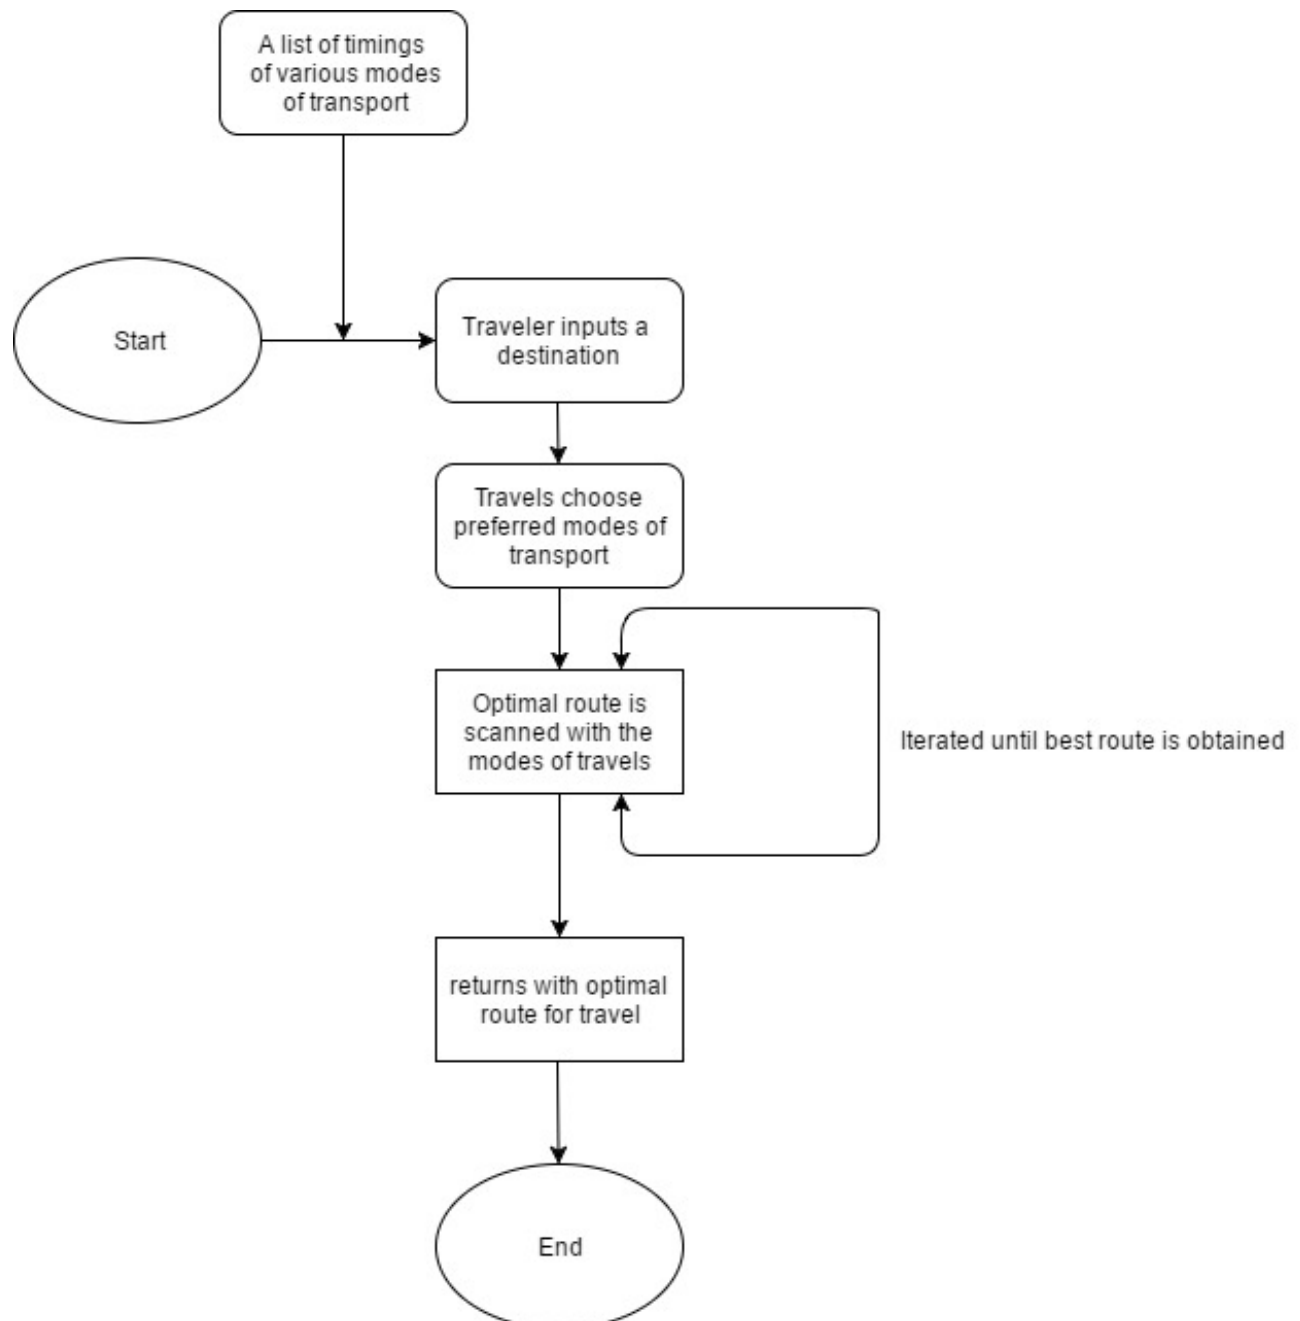 A list of timings
of various modes
of transport
Start
Traveler inputs a
destination
Travels choose
preferred modes of
transport
Optimal route is
scanned with the
modes of travels
Iterated until best route is obtained
returns with optimal
route for travel
End